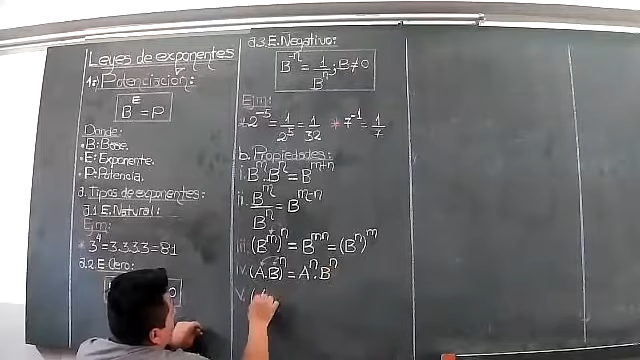 Leyes de exponentes
1.) Potenciación:
B^E = P
Donde:
• B: Base.
• E: Exponente.
• P: Potencia.
a. Tipos de exponentes:
a.1 E. Natural:
Ejm:
* 3^4 = 3.3.3.3 = 81
a.2. E. Cero:
0
a.3. E. Negativo:
B^-n = 1/B^n ; B ≠ 0
Ejm:
* 2^-5 = 1/2^5 = 1/32 * 7^-1 = 1/7
b. Propiedades:
i. B^m . B^n = B^m+n
ii. B^m/B^n = B^m-n
iii. (B^m)^n = B^mn = (B^n)^m
iv. (A.B)^n = A^n . B^n
v. (